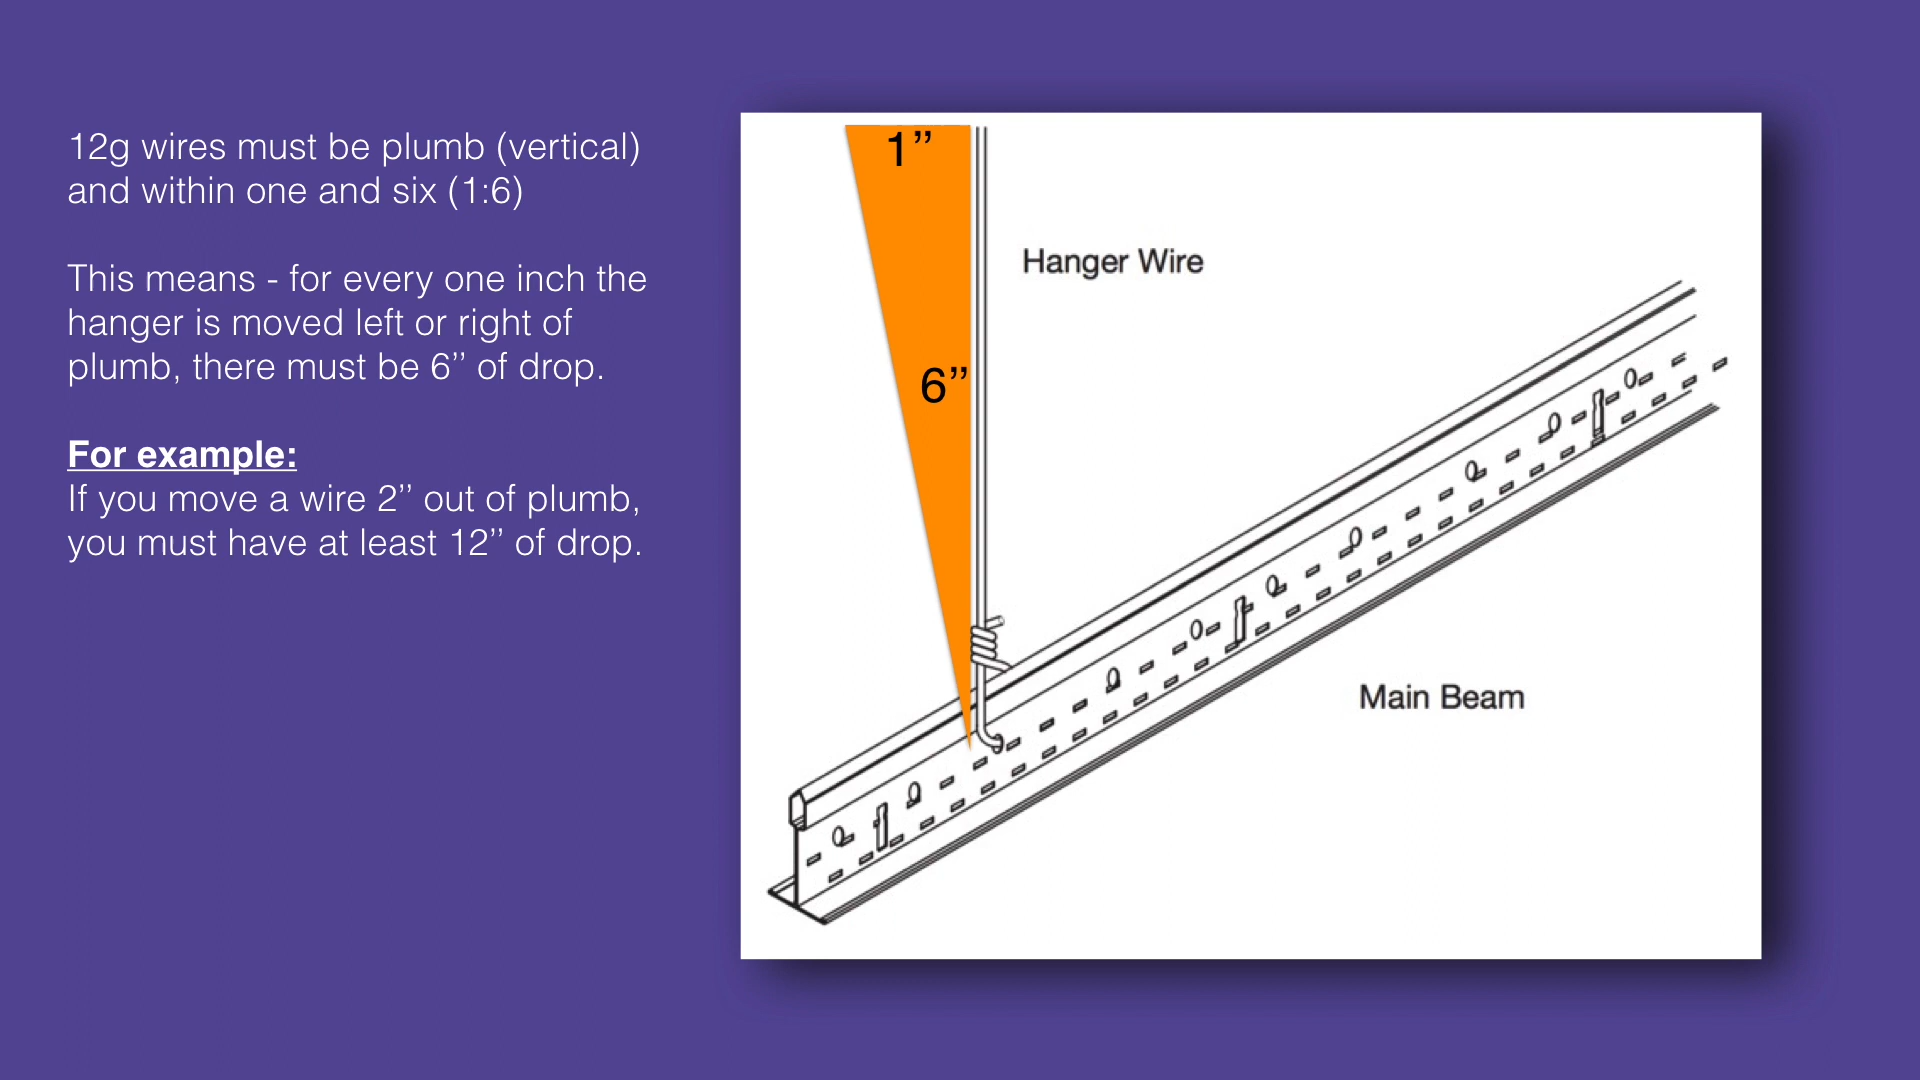 12g wires must be plumb (vertical)
and within one and six (1:6)
This means - for every one inch the
hanger is moved left or right of
plumb, there must be 6’’ of drop.
For example:
If you move a wire 2’’ out of plumb,
you must have at least 12’’ of drop.
1’’
Hanger Wire
6’’
Main Beam